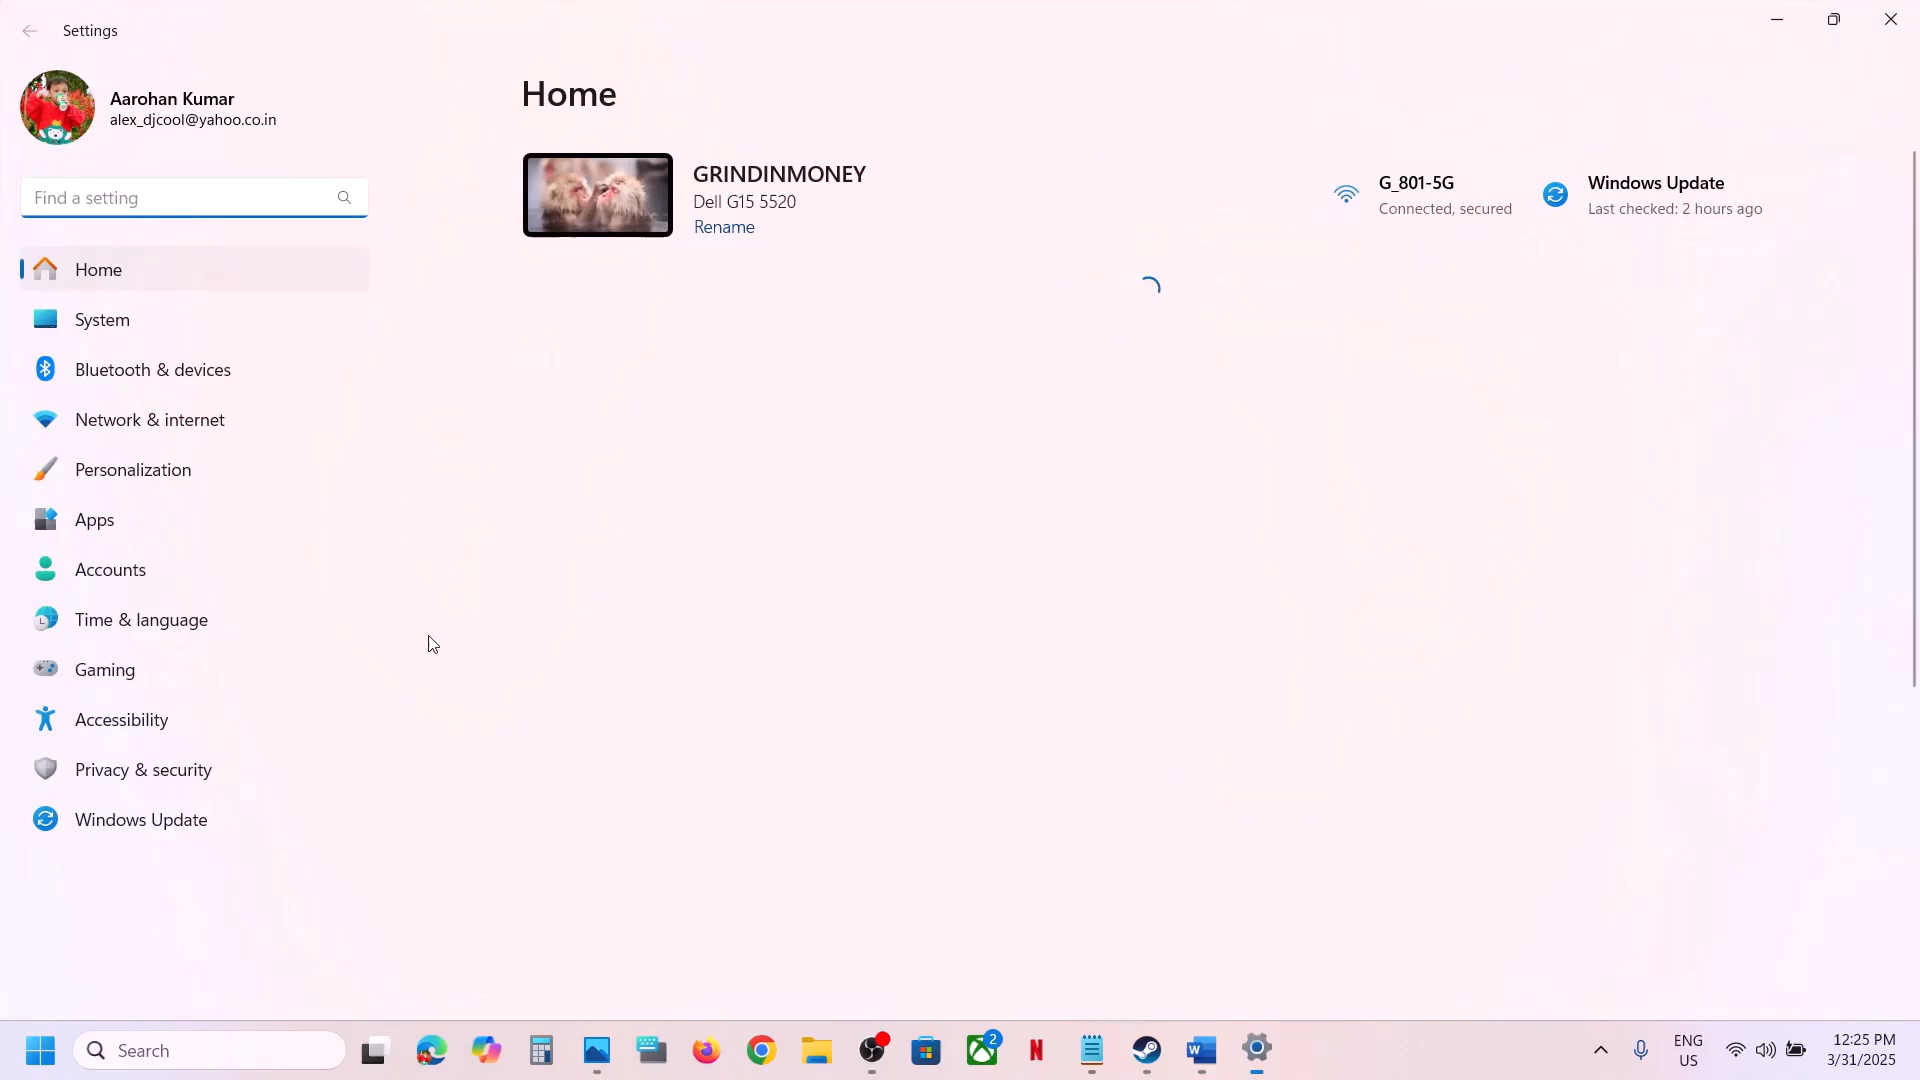 Settings
Aarohan Kumar
alex_djcool@yahoo.co.in
Find a setting
Home
System
Bluetooth & devices
Network & internet
Personalization
Apps
Accounts
Time & language
Gaming
Accessibility
Privacy & security
Windows Update
Home
GRINDINMONEY
Dell G15 5520
Rename
G_801-5G
Connected, secured
Windows Update
Last checked: 2 hours ago
Search
2
ENG
US
12:25 PM
3/31/2025